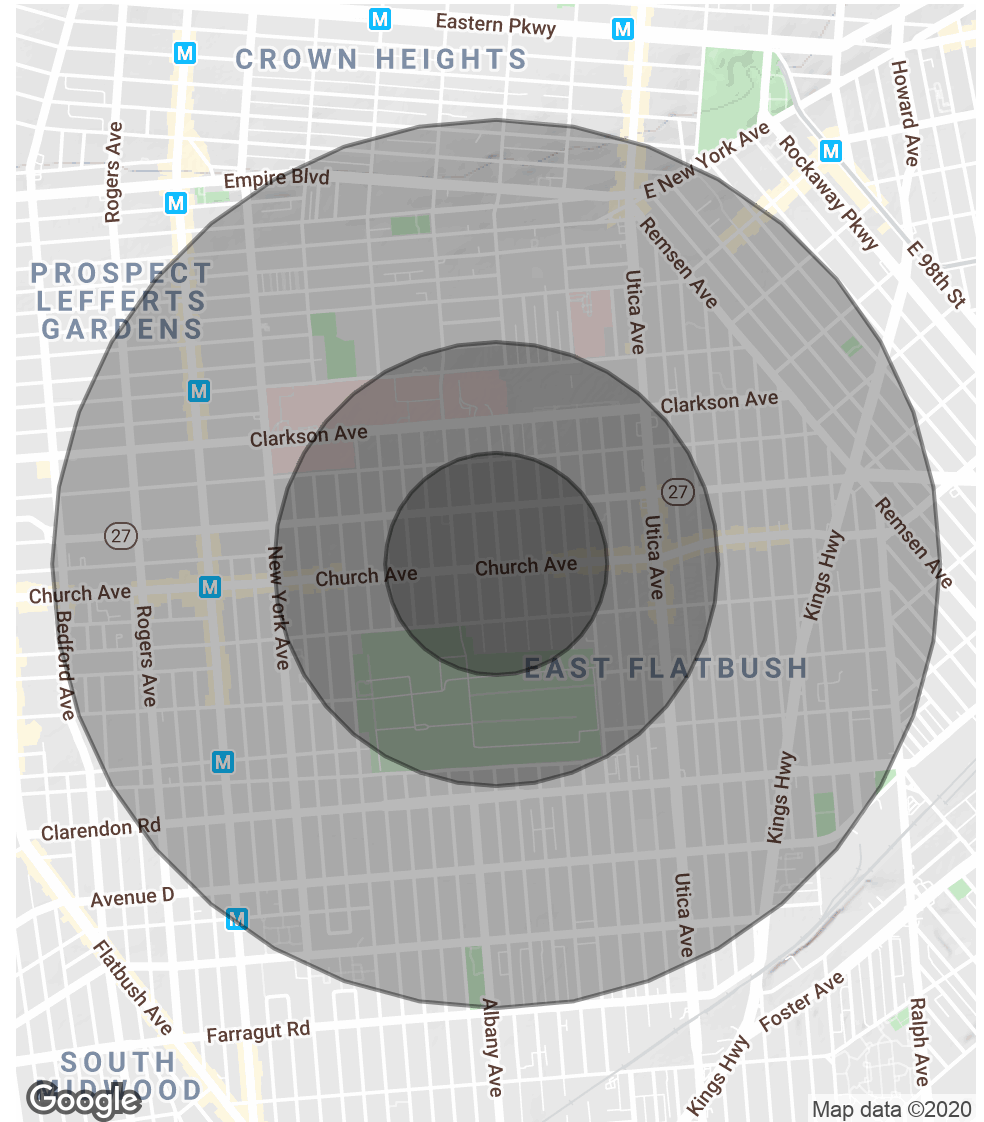 M
Eastern Pkwy
M
M
CROWN HEIGHTS
Howard Ave
Rogers Ave
E New York Ave
M
Rockaway Pkwy
Empire Blvd
M
Remsen Ave
E 98th St
PROSPECT
LEFFERTS
GARDENS
Utica Ave
M
Clarkson Ave
Clarkson Ave
27
27
Remsen Ave
Utica Ave
Kings Hwy
New York Ave
Church Ave
Church Ave
Church Ave
M
Bedford Ave
Rogers Ave
EAST FLATBUSH
M
Kings Hwy
Clarendon Rd
Avenue D
Utica Ave
M
Flatbush Ave
Foster Ave
Albany Ave
Ralph Ave
Farragut Rd
Kings Hwy
SOUTH
MIDWOOD
Google
Map data ©2020